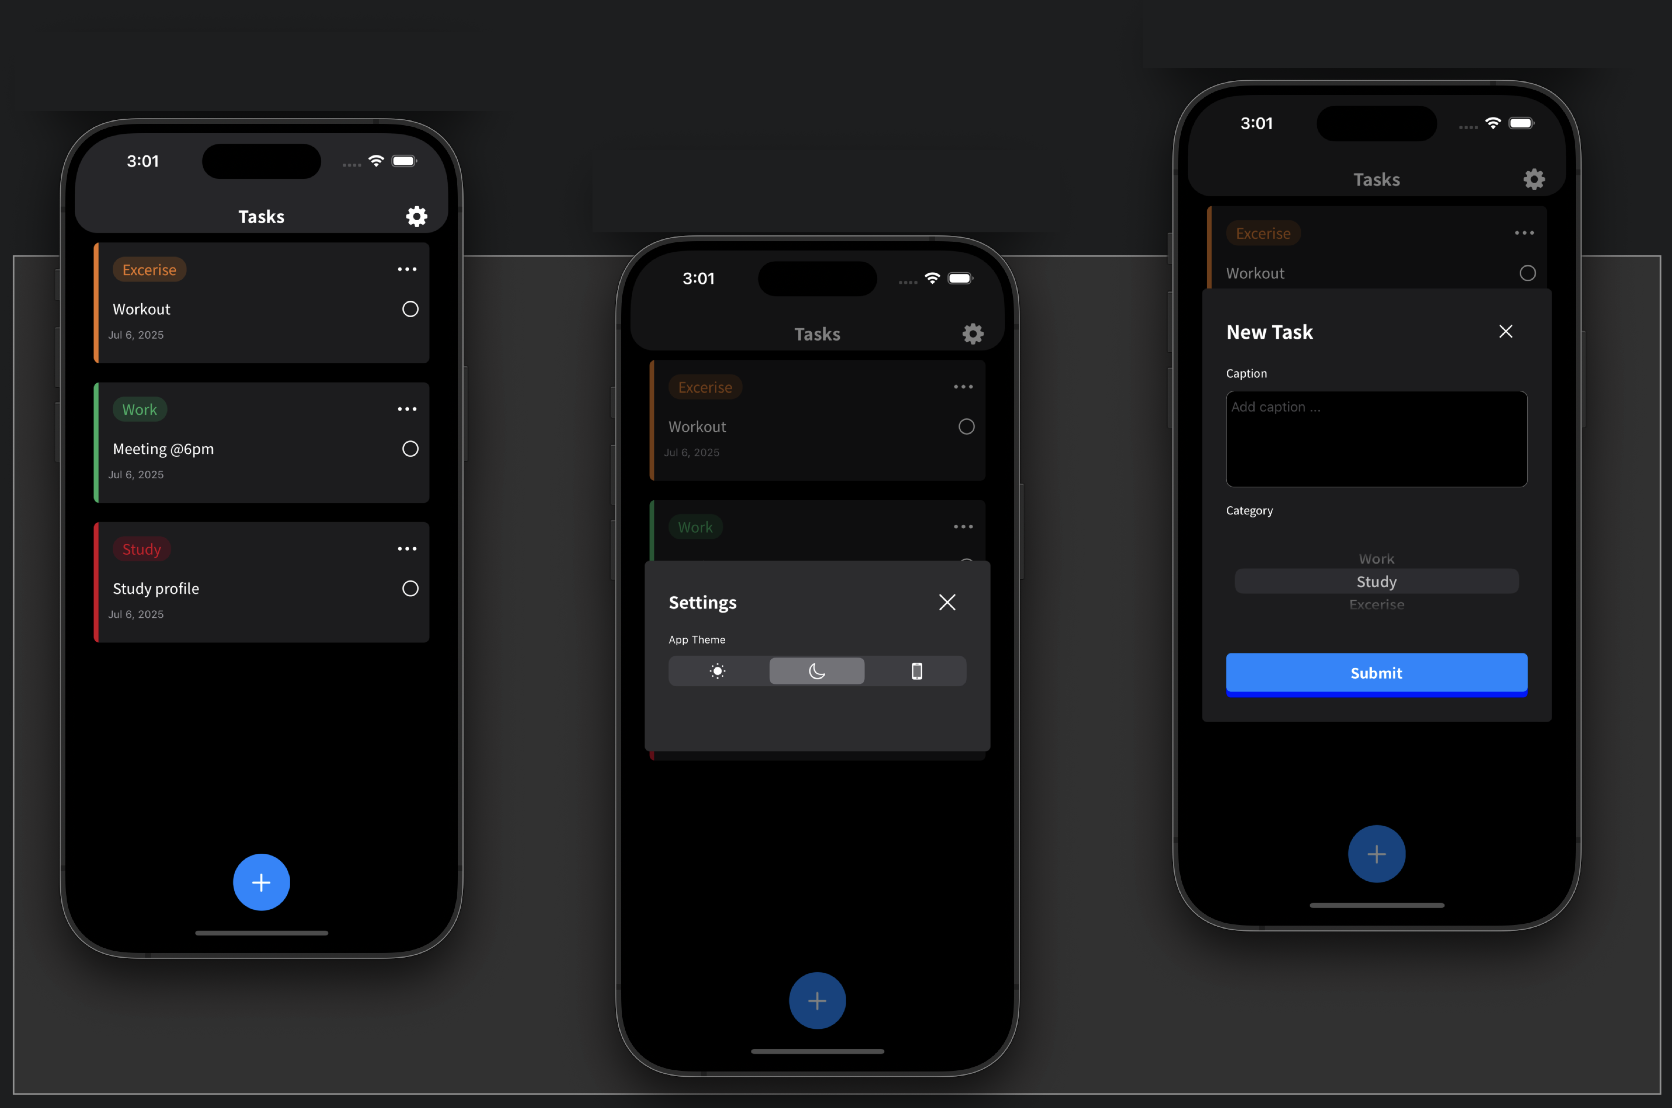 3:01
Tasks
Excerise
Workout
Jul 6, 2025
Work
Meeting @6pm
Jul 6, 2025
Study
Study profile
Jul 6, 2025
3:01
Tasks
Excerise
Workout
Jul 6, 2025
Work
Settings
App Theme
3:01
Tasks
Excerise
Workout
New Task
Caption
Add caption ...
Category
Work
Study
Excerise
Submit